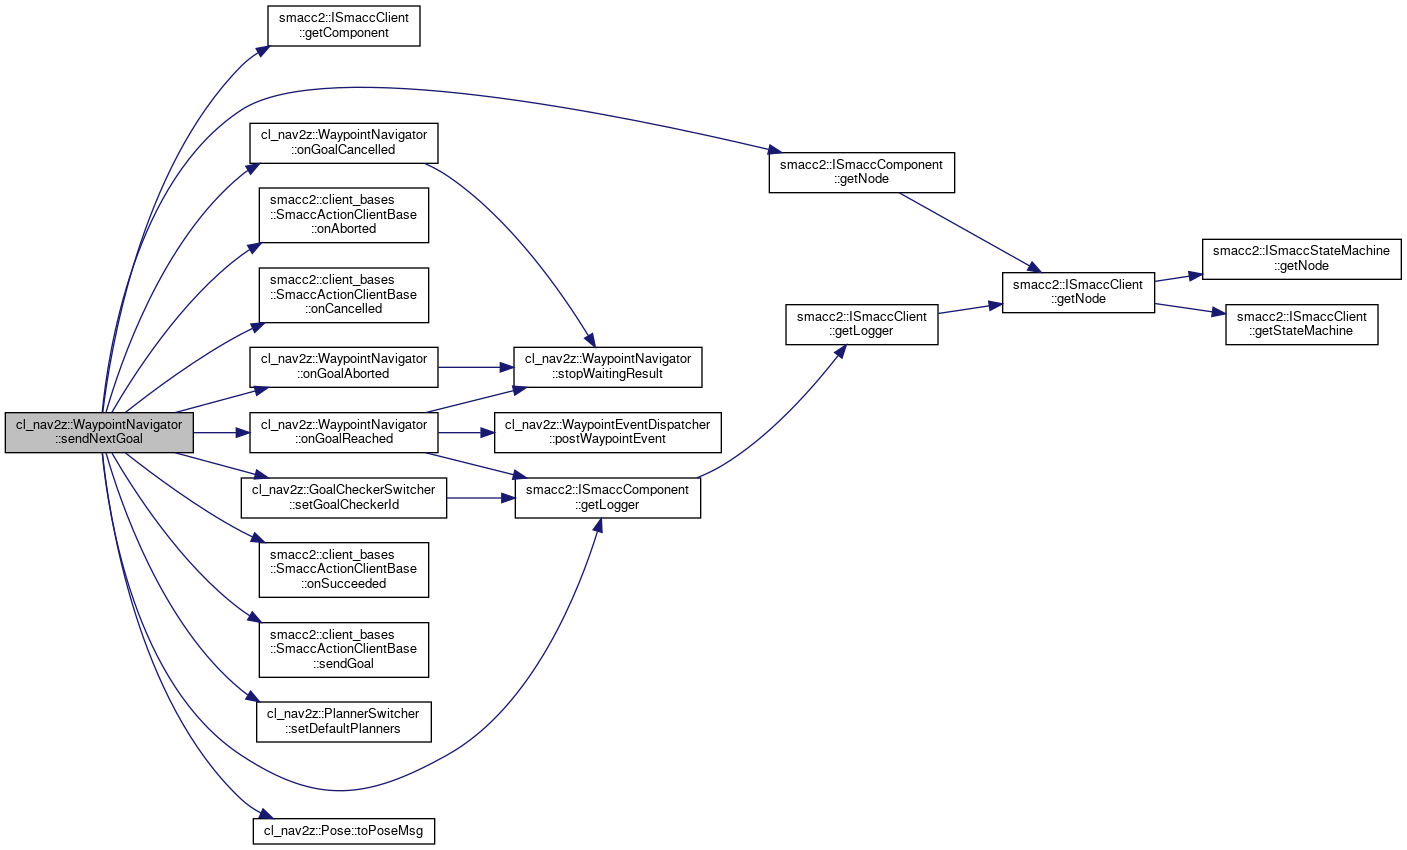 smacc2::ISmaccClient
::getComponent
cl_nav2z::WaypointNavigator
::onGoalCancelled
smacc2::ISmaccComponent
::getNode
smacc2::client_bases
::SmaccActionClientBase
::onAborted
smacc2::ISmaccStateMachine
::getNode
smacc2::client_bases
::SmaccActionClientBase
::onCancelled
smacc2::ISmaccClient
::getNode
smacc2::ISmaccClient
::getLogger
smacc2::ISmaccClient
::getStateMachine
cl_nav2z::WaypointNavigator
::onGoalAborted
cl_nav2z::WaypointNavigator
::stopWaitingResult
cl_nav2z::WaypointNavigator
::sendNextGoal
cl_nav2z::WaypointNavigator
::onGoalReached
cl_nav2z::WaypointEventDispatcher
::postWaypointEvent
cl_nav2z::GoalCheckerSwitcher
::setGoalCheckerId
smacc2::ISmaccComponent
::getLogger
smacc2::client_bases
::SmaccActionClientBase
::onSucceeded
smacc2::client_bases
::SmaccActionClientBase
::sendGoal
cl_nav2z::PlannerSwitcher
::setDefaultPlanners
cl_nav2z::Pose::toPoseMsg